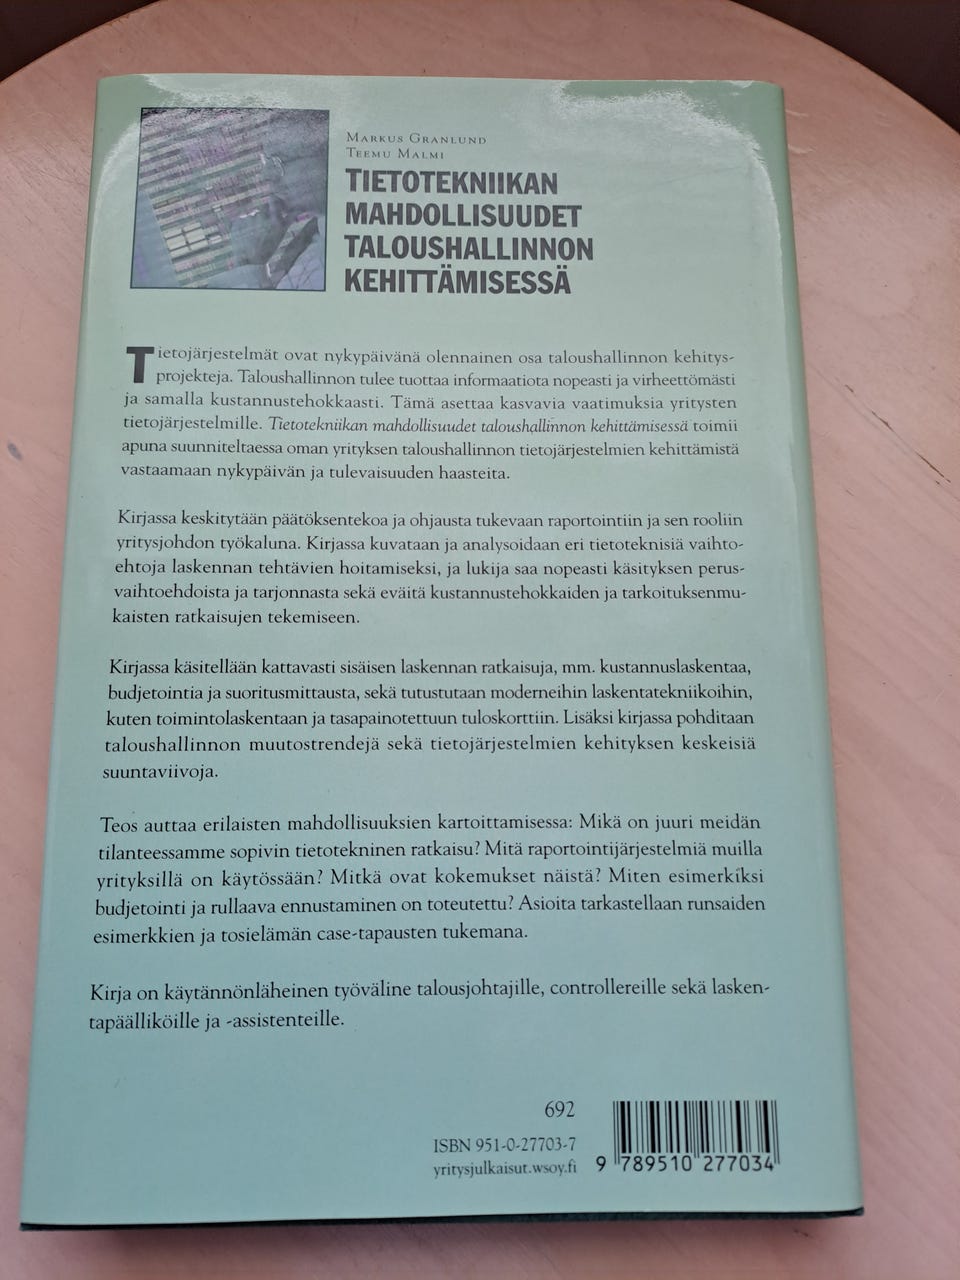 MARKUS GRANLUND
TEEMU MALMI
TIETOTEKNIIKAN
MAHDOLLISUUDET
TALOUSHALLINNON
KEHITTÄMISESSÄ
Tietojärjestelmät ovat nykypäivänä olennainen osa taloushallinnon kehitys-
projekteja. Taloushallinnon tulee tuottaa informaatiota nopeasti ja virheettömästi
ja samalla kustannustehokkaasti. Tämä asettaa kasvavia vaatimuksia yritysten
tietojärjestelmille. Tietotekniikan mahdollisuudet taloushallinnon kehittämisessä toimii
apuna suunniteltaessa oman yrityksen taloushallinnon tietojärjestelmien kehittämistä
vastaamaan nykypäivän ja tulevaisuuden haasteita.
Kirjassa keskitytään päätöksentekoa ja ohjausta tukevaan raportointiin ja sen rooliin
yritysjohdon työkaluna. Kirjassa kuvataan ja analysoidaan eri tietoteknisiä vaihto-
ehtoja laskennan tehtävien hoitamiseksi, ja lukija saa nopeasti käsityksen perus-
vaihtoehdoista ja tarjonnasta sekä eväitä kustannustehokkaiden ja tarkoituksenmu-
kaisten ratkaisujen tekemiseen.
Kirjassa käsitellään kattavasti sisäisen laskennan ratkaisuja, mm. kustannuslaskentaa,
budjetointia ja suoritusmittausta, sekä tutustutaan moderneihin laskentatekniikoihin,
kuten toimintolaskentaan ja tasapainotettuun tuloskorttiin. Lisäksi kirjassa pohditaan
taloushallinnon muutostrendejä sekä tietojärjestelmien kehityksen keskeisiä
suuntaviivoja.
Teos auttaa erilaisten mahdollisuuksien kartoittamisessa: Mikä on juuri meidän
tilanteessamme sopivin tietotekninen ratkaisu? Mitä raportointijärjestelmiä muilla
yrityksillä on käytössään? Mitkä ovat kokemukset näistä? Miten esimerkiksi
budjetointi ja rullaava ennustaminen on toteutettu? Asioita tarkastellaan runsaiden
esimerkkien ja tosielämän case-tapausten tukemana.
Kirja on käytännönläheinen työväline talousjohtajille, controllereille sekä lasken-
tapäälliköille ja -assistenteille.
692
ISBN 951-0-27703-7
yritysjulkaisut.wsoy.fi
9 789510 277034